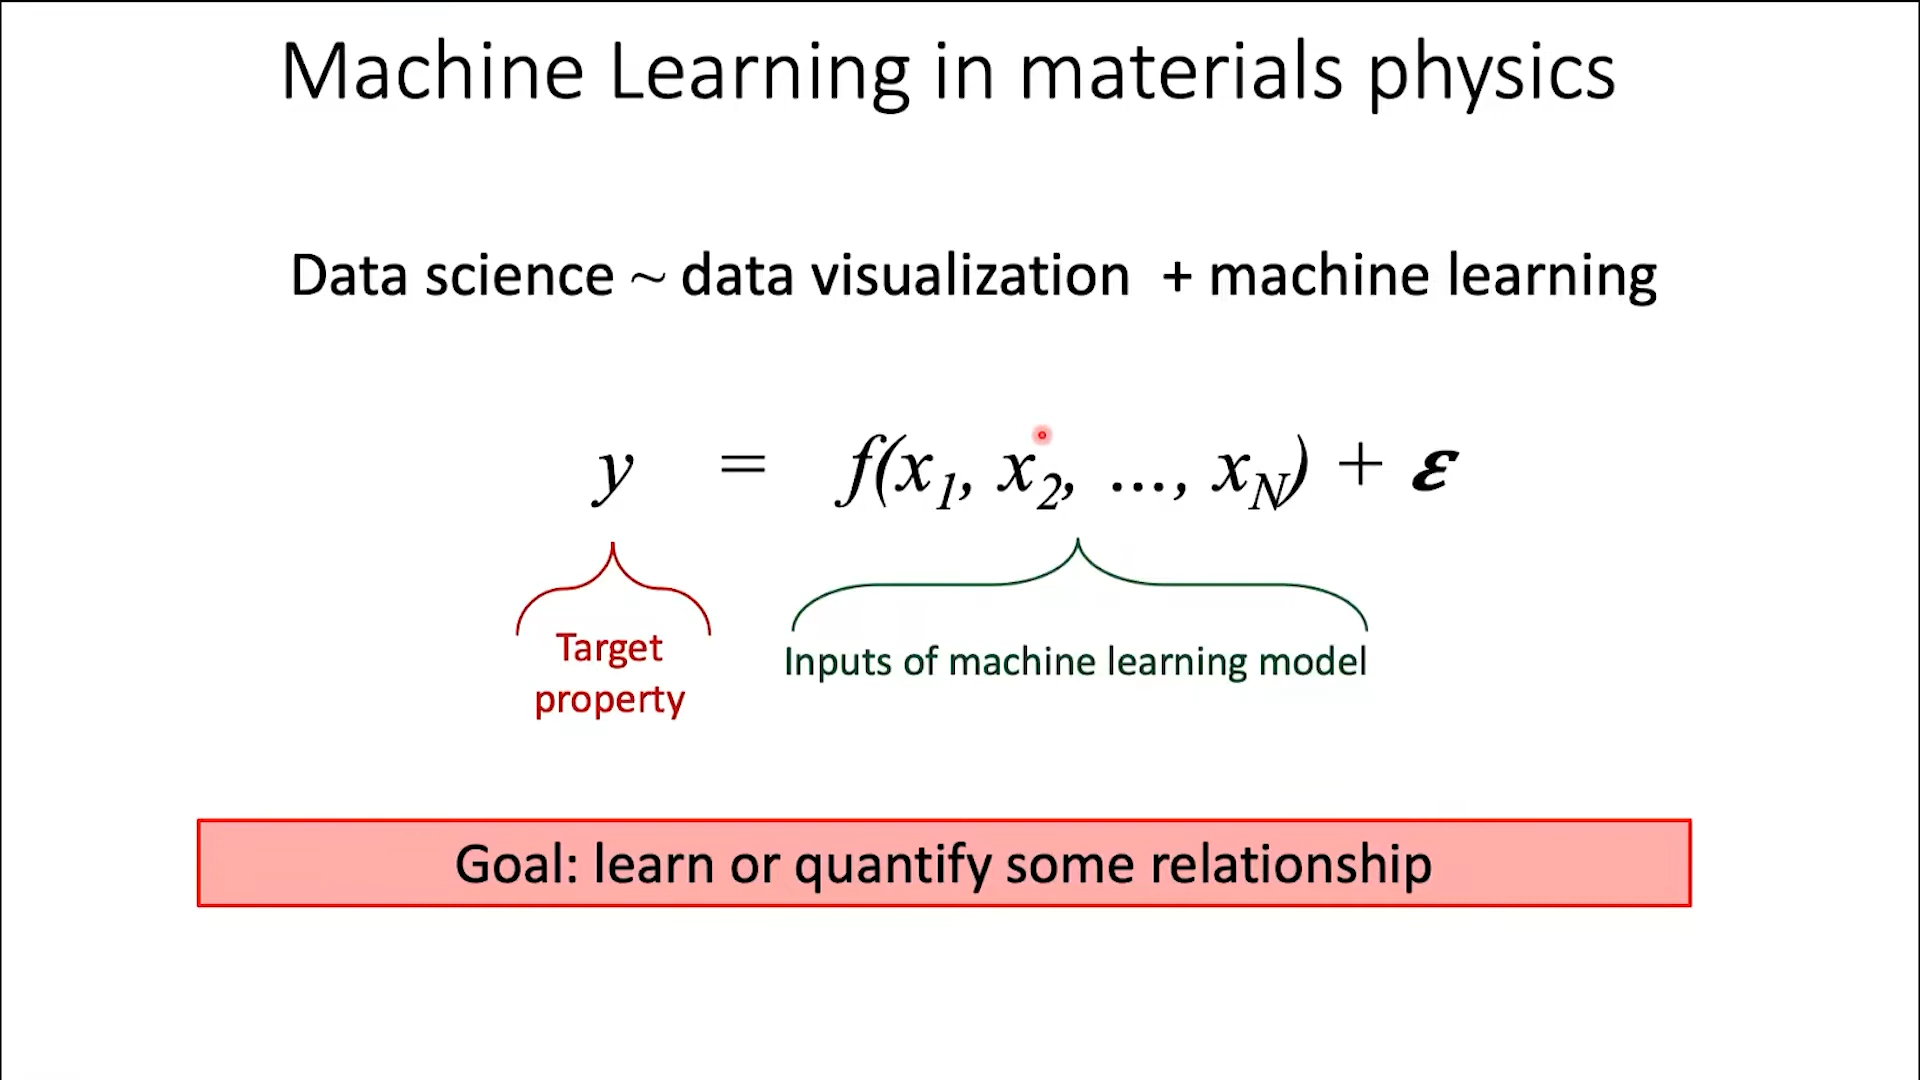 Machine Learning in materials physics
Data science ~ data visualization + machine learning
y = f(x₁, x₂, ..., x_N) + ε
Target
property
Inputs of machine learning model
Goal: learn or quantify some relationship